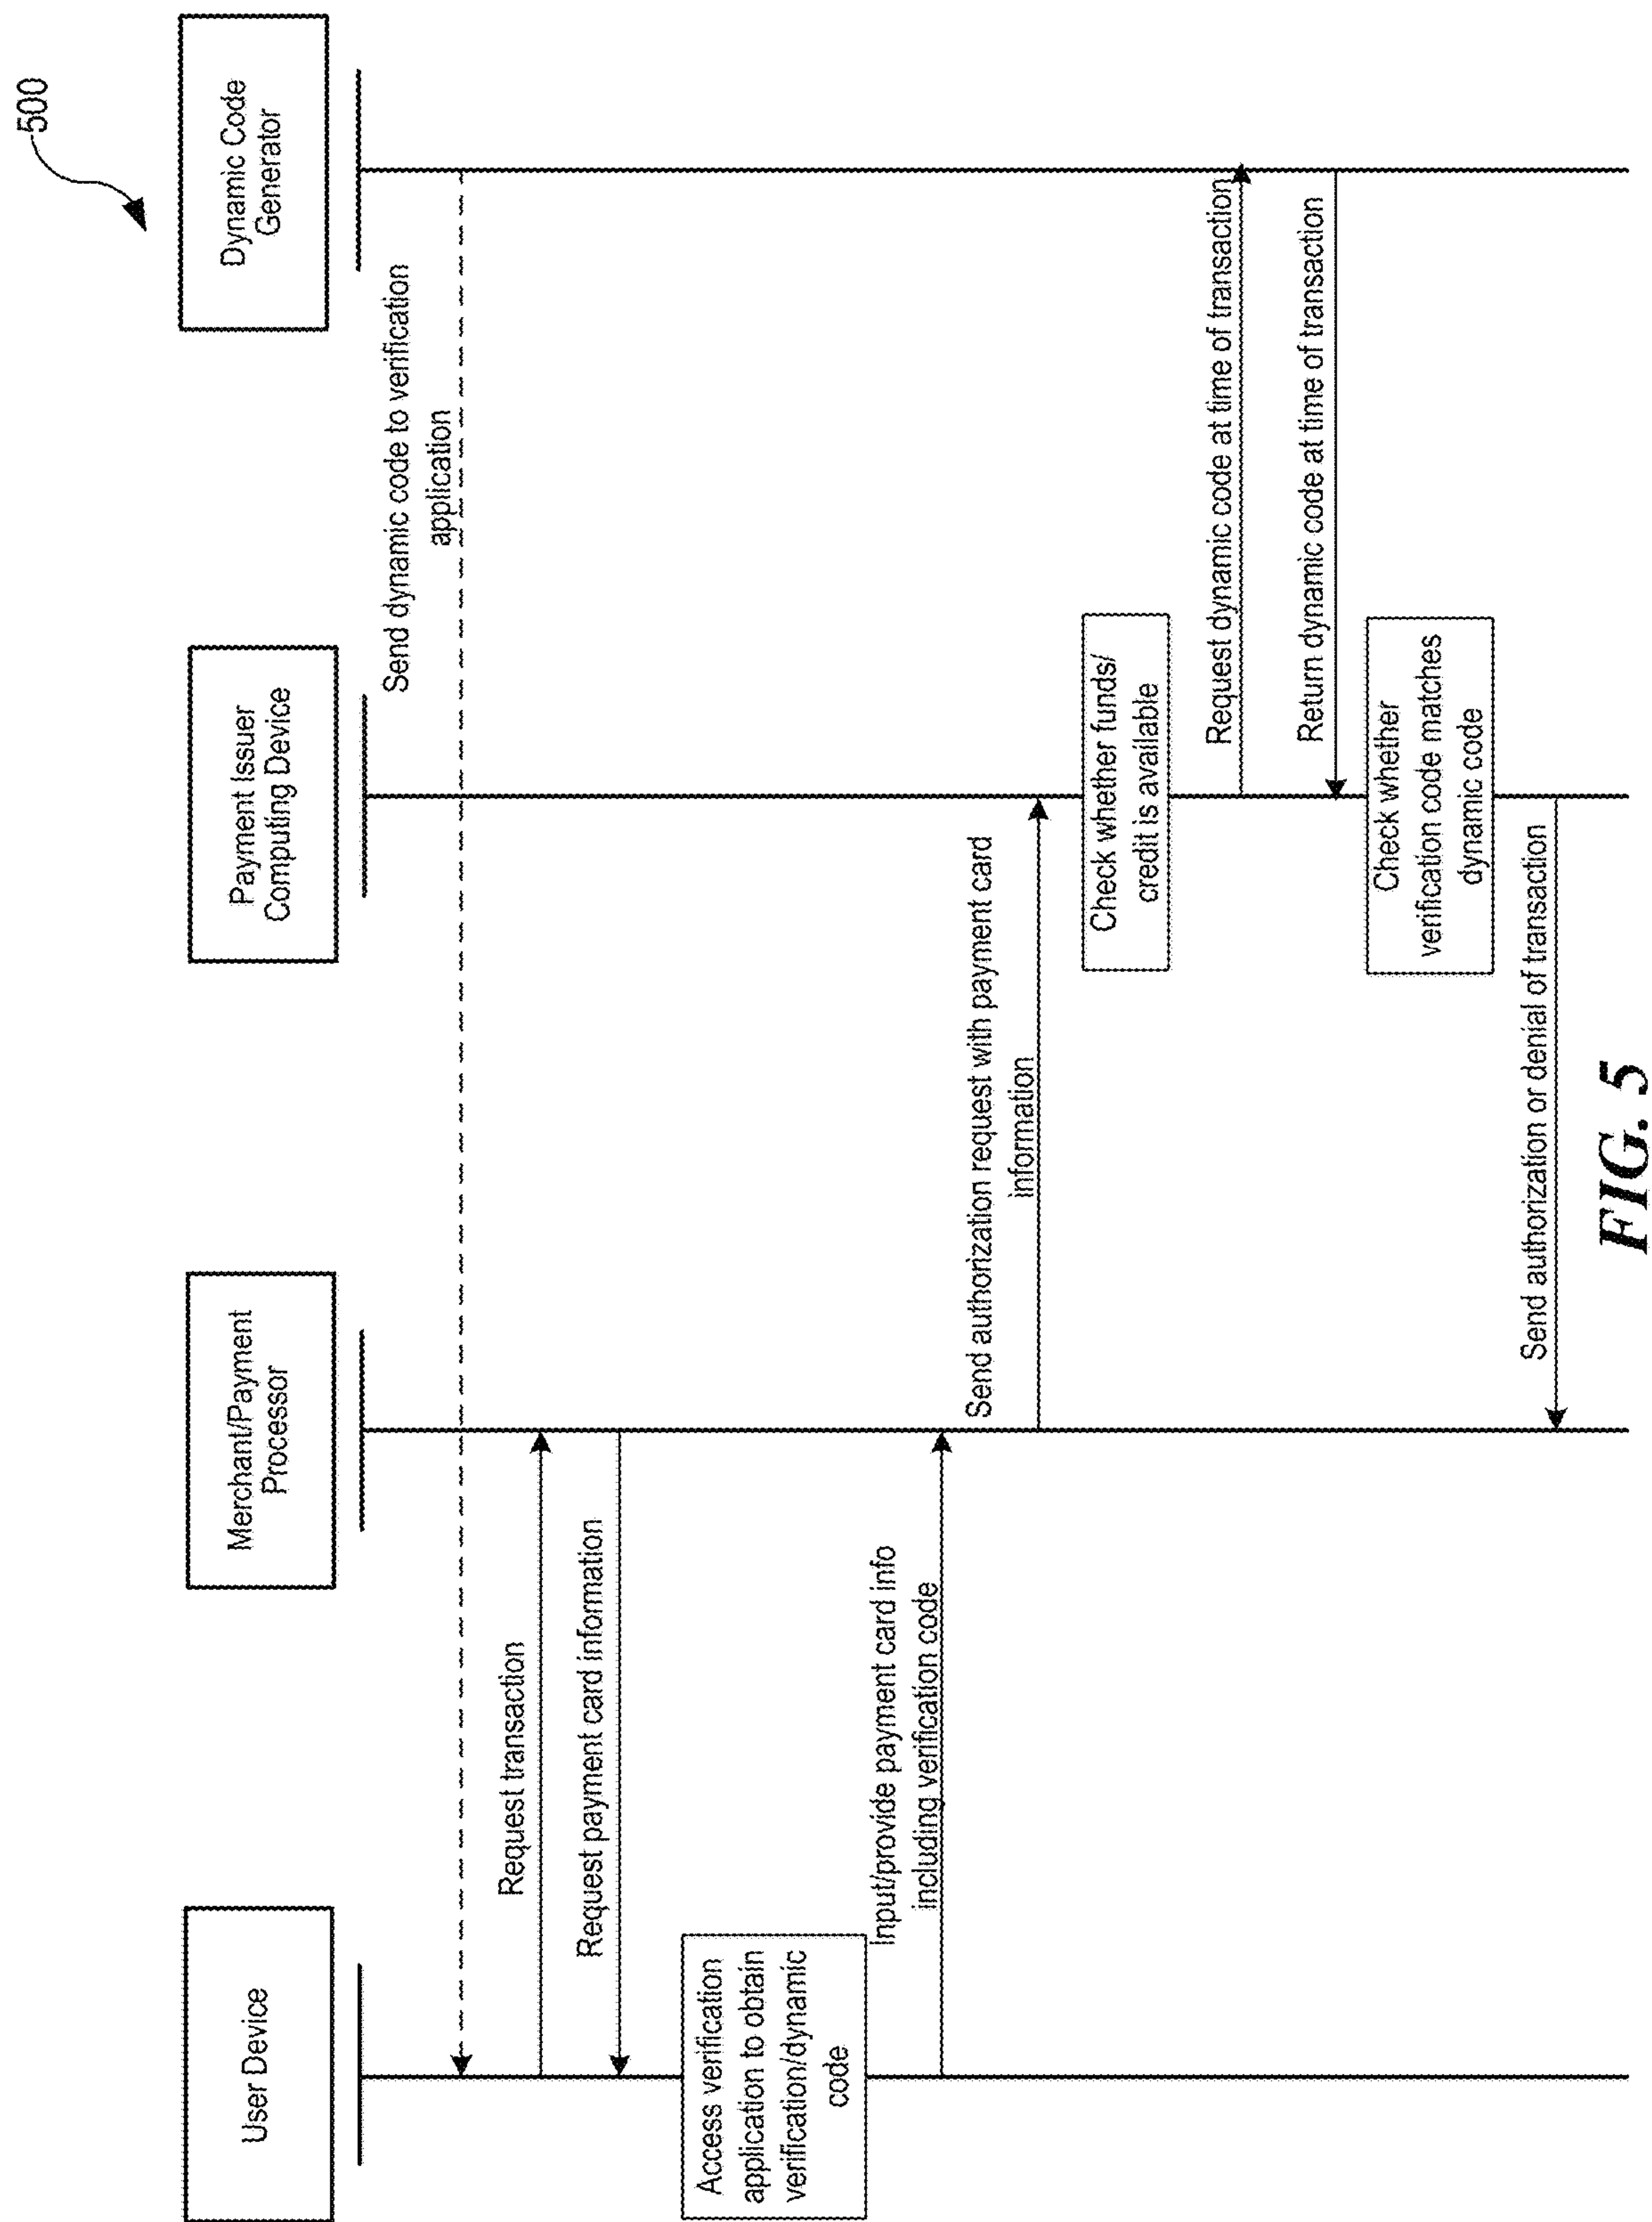 500
User Device
Merchant/Payment
Processor
Payment Issuer
Computing Device
Dynamic Code
Generator
Send dynamic code to verification
application
Request transaction
Request payment card information
Access verification
application to obtain
verification/dynamic
code
Input/provide payment card info
including verification code
Send authorization request with payment card
information
Check whether funds/
credit is available
Request dynamic code at time of transaction
Return dynamic code at time of transaction
Check whether
verification code matches
dynamic code
Send authorization or denial of transaction
FIG. 5